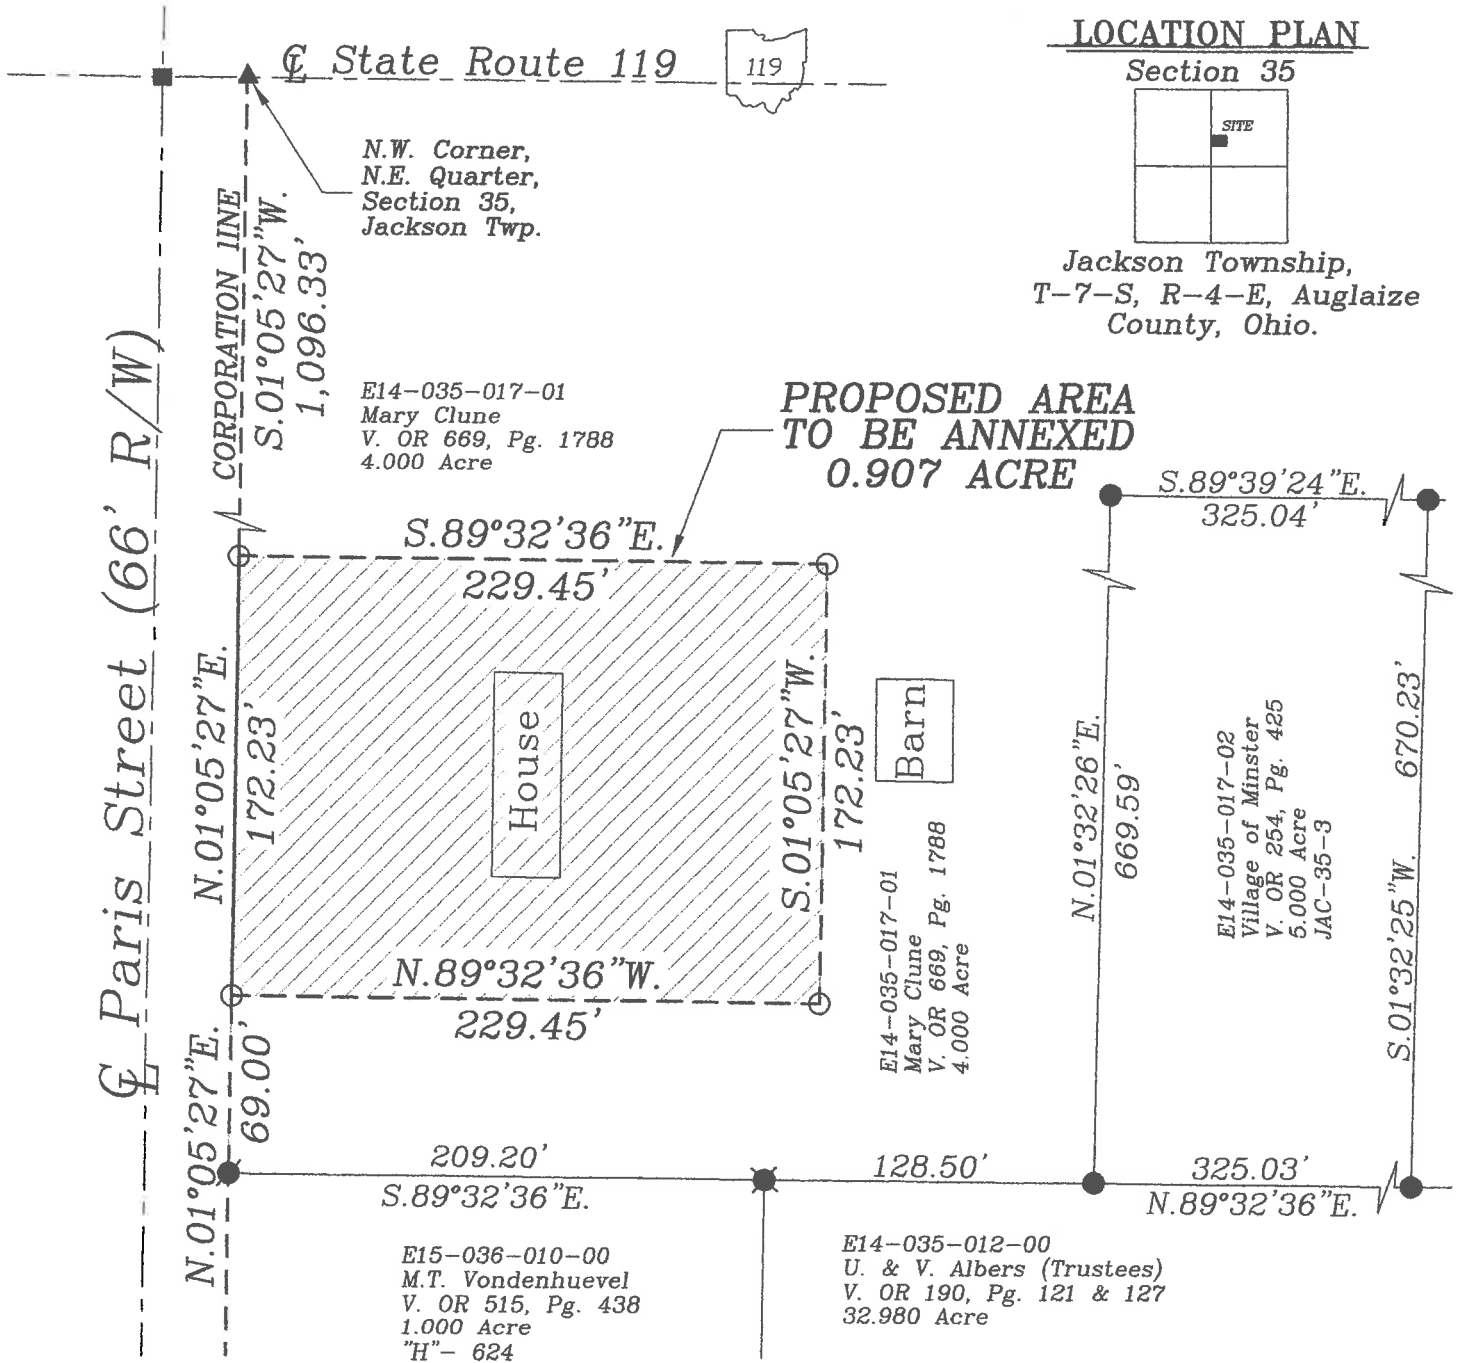 LOCATION PLAN
Section 35
SITE
Jackson Township,
T-7-S, R-4-E, Auglaize
County, Ohio.
℄ State Route 119
119
N.W. Corner,
N.E. Quarter,
Section 35,
Jackson Twp.
CORPORATION lINE
S.01°05'27"W.
1,096.33'
℄ Paris Street (66' R/W)
E14-035-017-01
Mary Clune
V. OR 669, Pg. 1788
4.000 Acre
PROPOSED AREA
TO BE ANNEXED
0.907 ACRE
S.89°39'24"E.
325.04'
S.89°32'36"E.
229.45'
N.01°05'27"E.
172.23'
House
S.01°05'27"W.
172.23'
Barn
N.01°32'26"E.
669.59'
E14-035-017-02
Village of Minster
V. OR 254, Pg. 425
5.000 Acre
JAC-35-3
S.01°32'25"W. 670.23'
E14-035-017-01
Mary Clune
V. OR 669, Pg. 1788
4.000 Acre
N.89°32'36"W.
229.45'
N.01°05'27"E.
69.00'
209.20'
S.89°32'36"E.
128.50'
325.03'
N.89°32'36"E.
E15-036-010-00
M.T. Vondenhuevel
V. OR 515, Pg. 438
1.000 Acre
"H"- 624
E14-035-012-00
U. & V. Albers (Trustees)
V. OR 190, Pg. 121 & 127
32.980 Acre